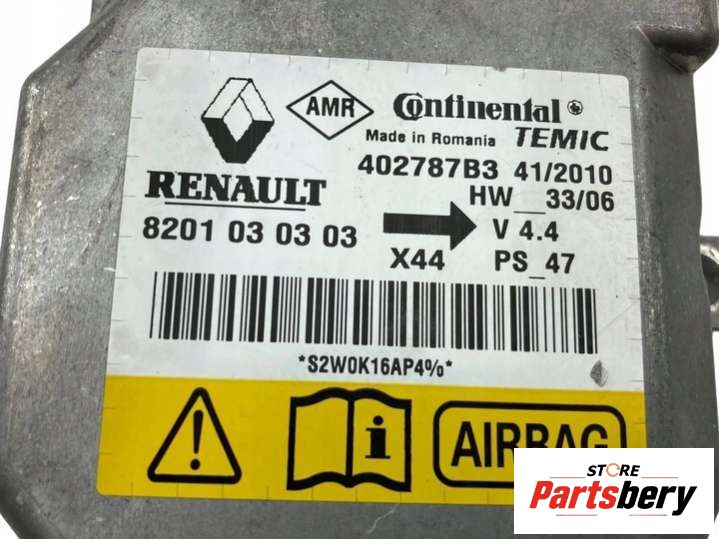 AMR Continental
Made in Romania TEMIC
402787B3 41/2010
RENAULT HW__33/06
8201 03 03 03 V 4.4
X44 PS_47
*S2W0K16AP4%*
i AIRBAG
STORE
Partsbery